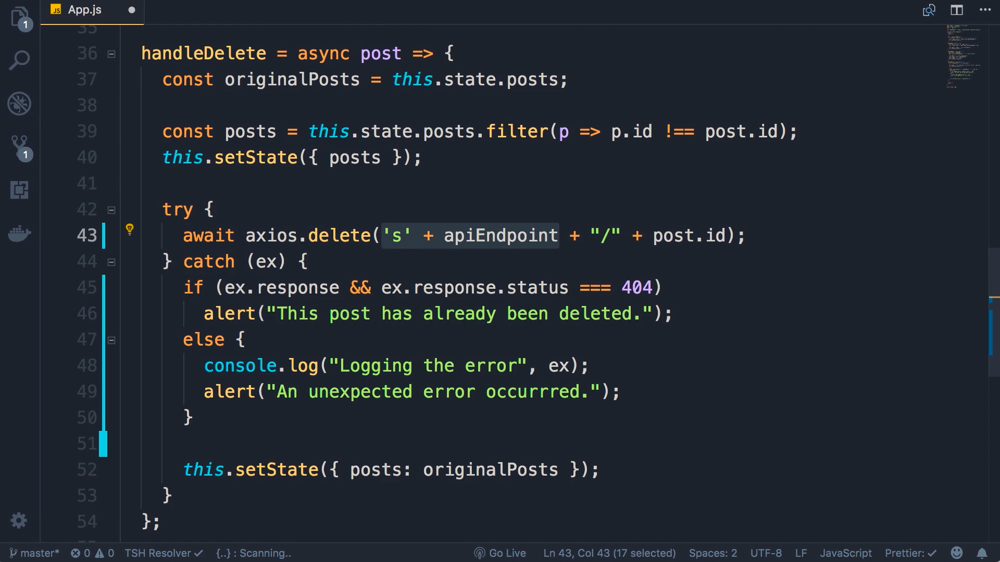 JS App.js
1
35
36 handleDelete = async post => {
37 const originalPosts = this.state.posts;
38
39 const posts = this.state.posts.filter(p => p.id !== post.id);
40 this.setState({ posts });
41
42 try {
43 await axios.delete('s' + apiEndpoint + "/" + post.id);
44 } catch (ex) {
45 if (ex.response && ex.response.status === 404)
46 alert("This post has already been deleted.");
47 else {
48 console.log("Logging the error", ex);
49 alert("An unexpected error occurrred.");
50 }
51
52 this.setState({ posts: originalPosts });
53 }
54 };
1
master* 0 0 TSH Resolver ✓ {..} : Scanning.. Go Live Ln 43, Col 43 (17 selected) Spaces: 2 UTF-8 LF JavaScript Prettier: ✓